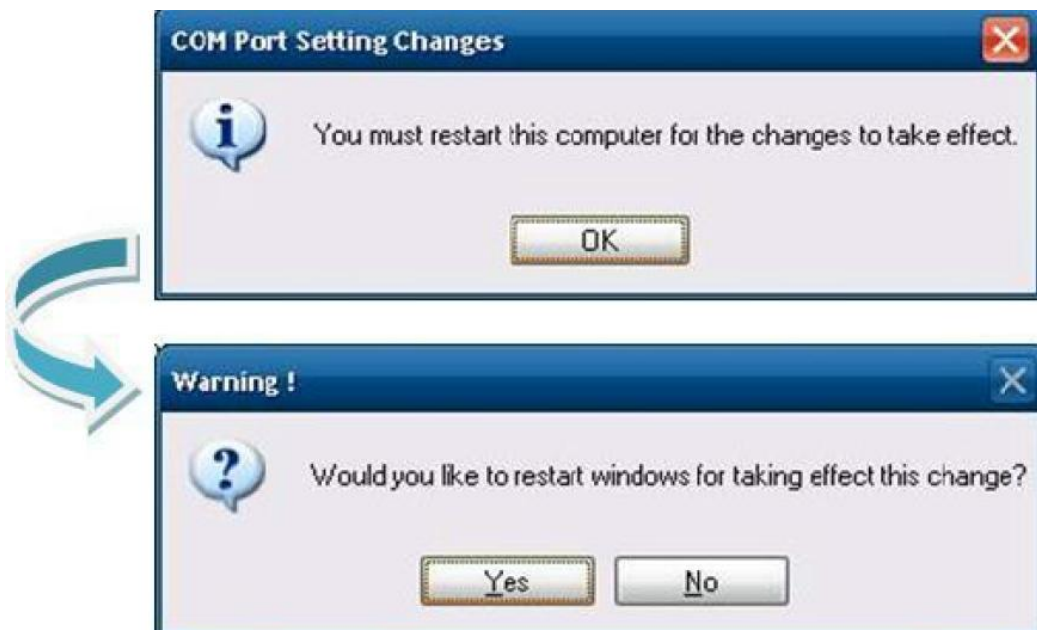 COM Port Setting Changes
You must restart this computer for the changes to take effect.
OK
Warning !
Would you like to restart windows for taking effect this change?
Yes
No